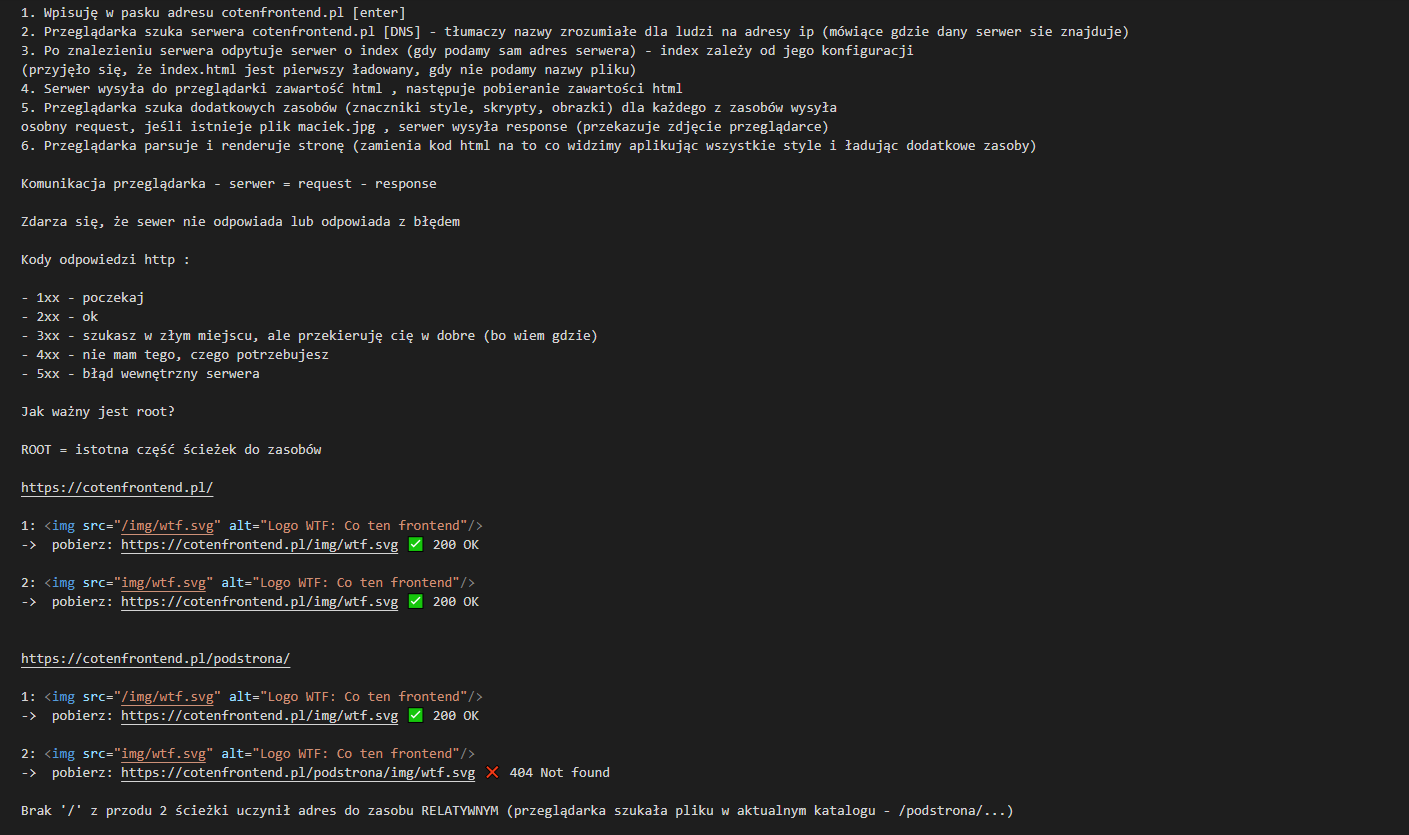 1. Wpisuję w pasku adresu cotenfrontend.pl [enter]
2. Przeglądarka szuka serwera cotenfrontend.pl [DNS] - tłumaczy nazwy zrozumiałe dla ludzi na adresy ip (mówiące gdzie dany serwer sie znajduje)
3. Po znalezieniu serwera odpytuje serwer o index (gdy podamy sam adres serwera) - index zależy od jego konfiguracji
(przyjęło się, że index.html jest pierwszy ładowany, gdy nie podamy nazwy pliku)
4. Serwer wysyła do przeglądarki zawartość html , następuje pobieranie zawartości html
5. Przeglądarka szuka dodatkowych zasobów (znaczniki style, skrypty, obrazki) dla każdego z zasobów wysyła
osobny request, jeśli istnieje plik maciek.jpg , serwer wysyła response (przekazuje zdjęcie przeglądarce)
6. Przeglądarka parsuje i renderuje stronę (zamienia kod html na to co widzimy aplikując wszystkie style i ładując dodatkowe zasoby)
Komunikacja przeglądarka - serwer = request - response
Zdarza się, że sewer nie odpowiada lub odpowiada z błędem
Kody odpowiedzi http :
- 1xx - poczekaj
- 2xx - ok
- 3xx - szukasz w złym miejscu, ale przekieruję cię w dobre (bo wiem gdzie)
- 4xx - nie mam tego, czego potrzebujesz
- 5xx - błąd wewnętrzny serwera
Jak ważny jest root?
ROOT = istotna część ścieżek do zasobów
https://cotenfrontend.pl/
1: <img src="/img/wtf.svg" alt="Logo WTF: Co ten frontend"/>
->  pobierz: https://cotenfrontend.pl/img/wtf.svg ✅ 200 OK
2: <img src="img/wtf.svg" alt="Logo WTF: Co ten frontend"/>
->  pobierz: https://cotenfrontend.pl/img/wtf.svg ✅ 200 OK
https://cotenfrontend.pl/podstrona/
1: <img src="/img/wtf.svg" alt="Logo WTF: Co ten frontend"/>
->  pobierz: https://cotenfrontend.pl/img/wtf.svg ✅ 200 OK
2: <img src="img/wtf.svg" alt="Logo WTF: Co ten frontend"/>
->  pobierz: https://cotenfrontend.pl/podstrona/img/wtf.svg ❌ 404 Not found
Brak '/' z przodu 2 ścieżki uczynił adres do zasobu RELATYWNYM (przeglądarka szukała pliku w aktualnym katalogu - /podstrona/...)